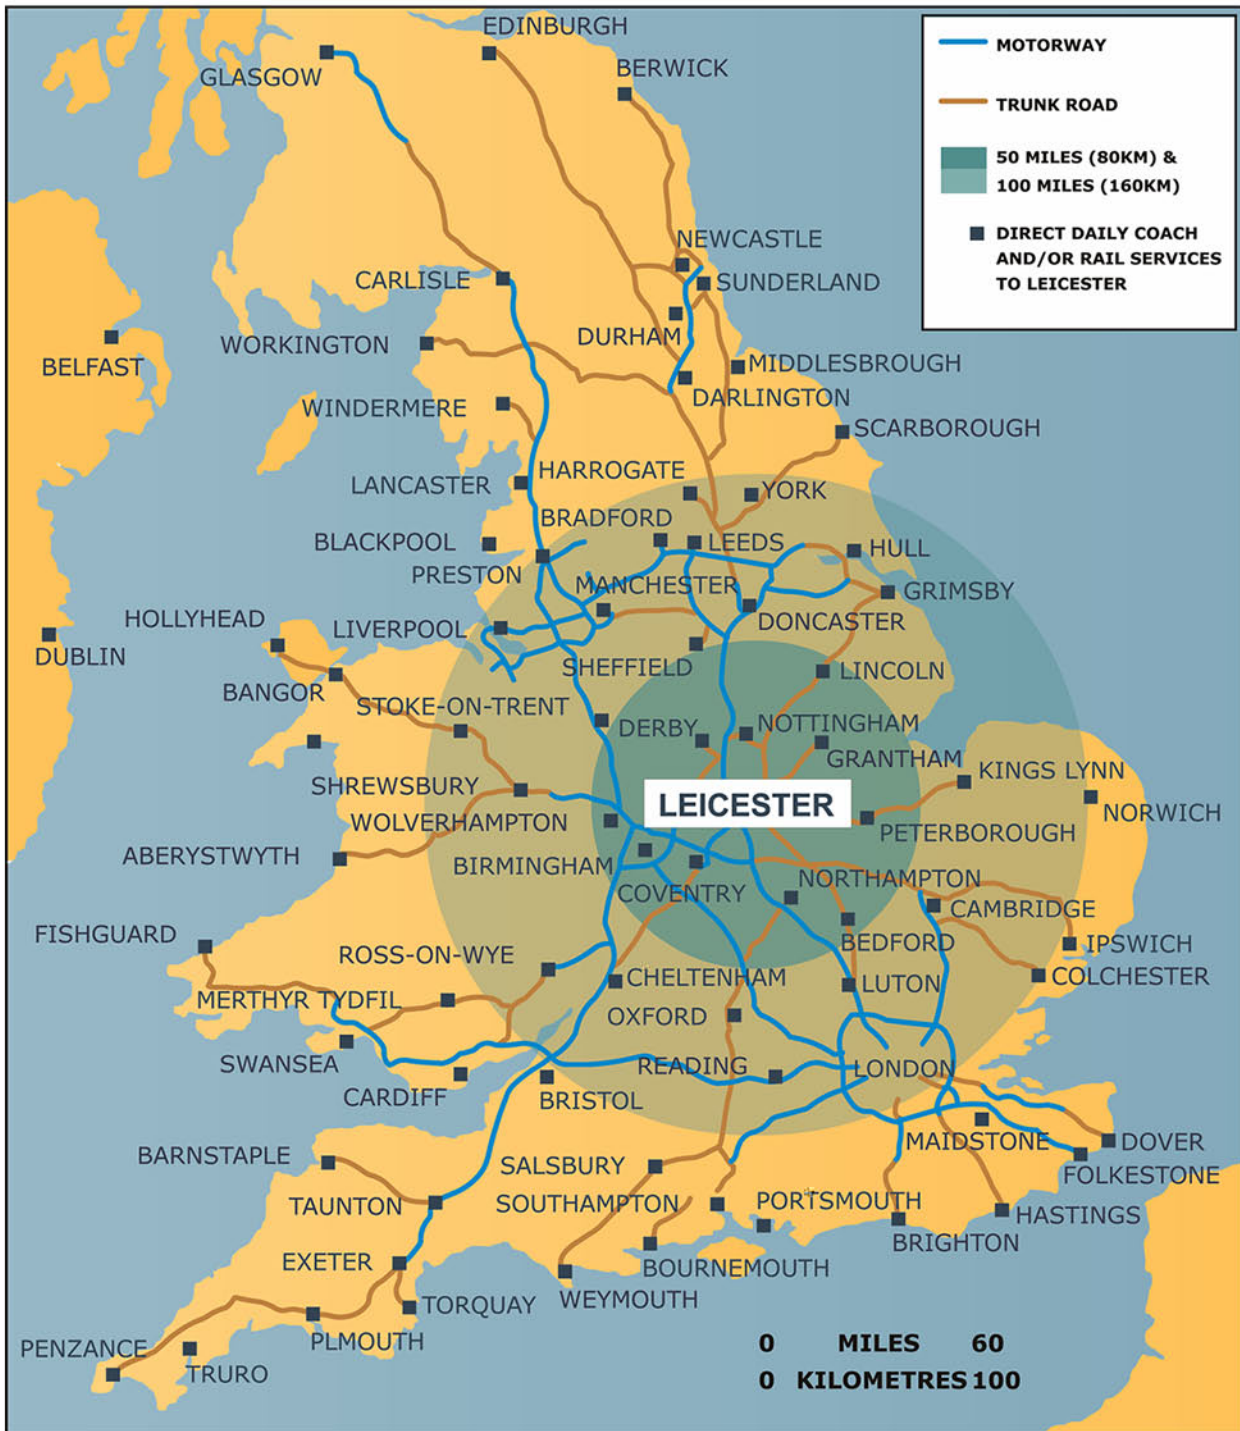 EDINBURGH
GLASGOW
BERWICK
MOTORWAY
TRUNK ROAD
50 MILES (80KM) &
100 MILES (160KM)
DIRECT DAILY COACH
AND/OR RAIL SERVICES
TO LEICESTER
NEWCASTLE
CARLISLE
SUNDERLAND
DURHAM
WORKINGTON
BELFAST
MIDDLESBROUGH
DARLINGTON
WINDERMERE
SCARBOROUGH
HARROGATE
LANCASTER
YORK
BRADFORD
BLACKPOOL
LEEDS
HULL
PRESTON
MANCHESTER
GRIMSBY
HOLLYHEAD
LIVERPOOL
DONCASTER
DUBLIN
SHEFFIELD
LINCOLN
BANGOR
STOKE-ON-TRENT
DERBY
NOTTINGHAM
GRANTHAM
KINGS LYNN
SHREWSBURY
LEICESTER
NORWICH
WOLVERHAMPTON
PETERBOROUGH
ABERYSTWYTH
BIRMINGHAM
COVENTRY
NORTHAMPTON
CAMBRIDGE
FISHGUARD
BEDFORD
IPSWICH
ROSS-ON-WYE
CHELTENHAM
LUTON
COLCHESTER
MERTHYR TYDFIL
OXFORD
SWANSEA
READING
LONDON
CARDIFF
BRISTOL
MAIDSTONE
DOVER
BARNSTAPLE
SALSBURY
FOLKESTONE
TAUNTON
SOUTHAMPTON
PORTSMOUTH
HASTINGS
BRIGHTON
EXETER
BOURNEMOUTH
WEYMOUTH
TORQUAY
PLMOUTH
PENZANCE
TRURO
0 MILES 60
0 KILOMETRES 100